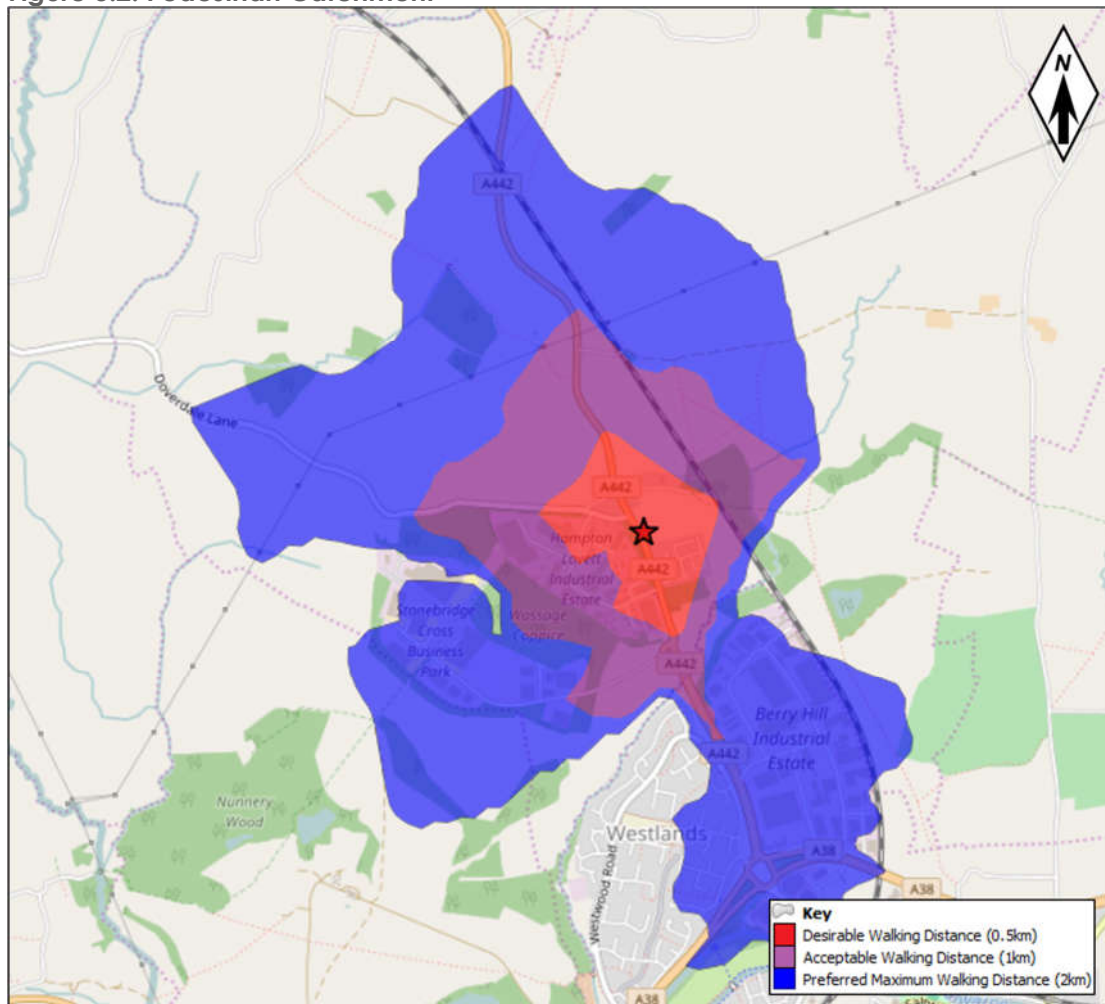 N
A442
Doverdale Lane
A442
Hampton
Lovett
Industrial
Estate
A442
Stonebridge
Cross
Business
Park
Wassage
Coppice
A442
Berry Hill
Industrial
Estate
A442
Nunnery
Wood
Westlands
Westwood Road
A38
A38
A38
Key
Desirable Walking Distance (0.5km)
Acceptable Walking Distance (1km)
Preferred Maximum Walking Distance (2km)